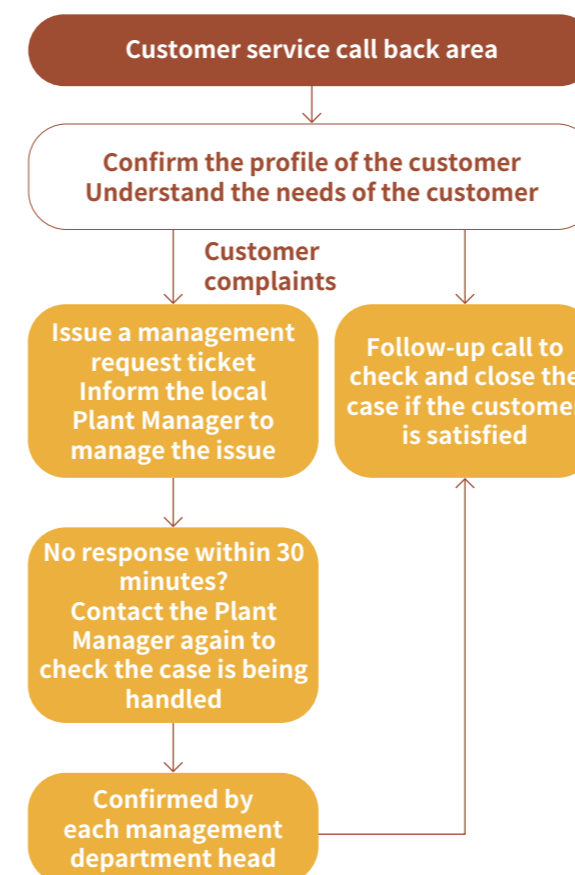 Customer service call back area
Confirm the profile of the customer
Understand the needs of the customer
Customer
complaints
Issue a management
request ticket
Inform the local
Plant Manager to
manage the issue
Follow-up call to
check and close the
case if the customer
is satisfied
No response within 30
minutes?
Contact the Plant
Manager again to
check the case is being
handled
Confirmed by
each management
department head